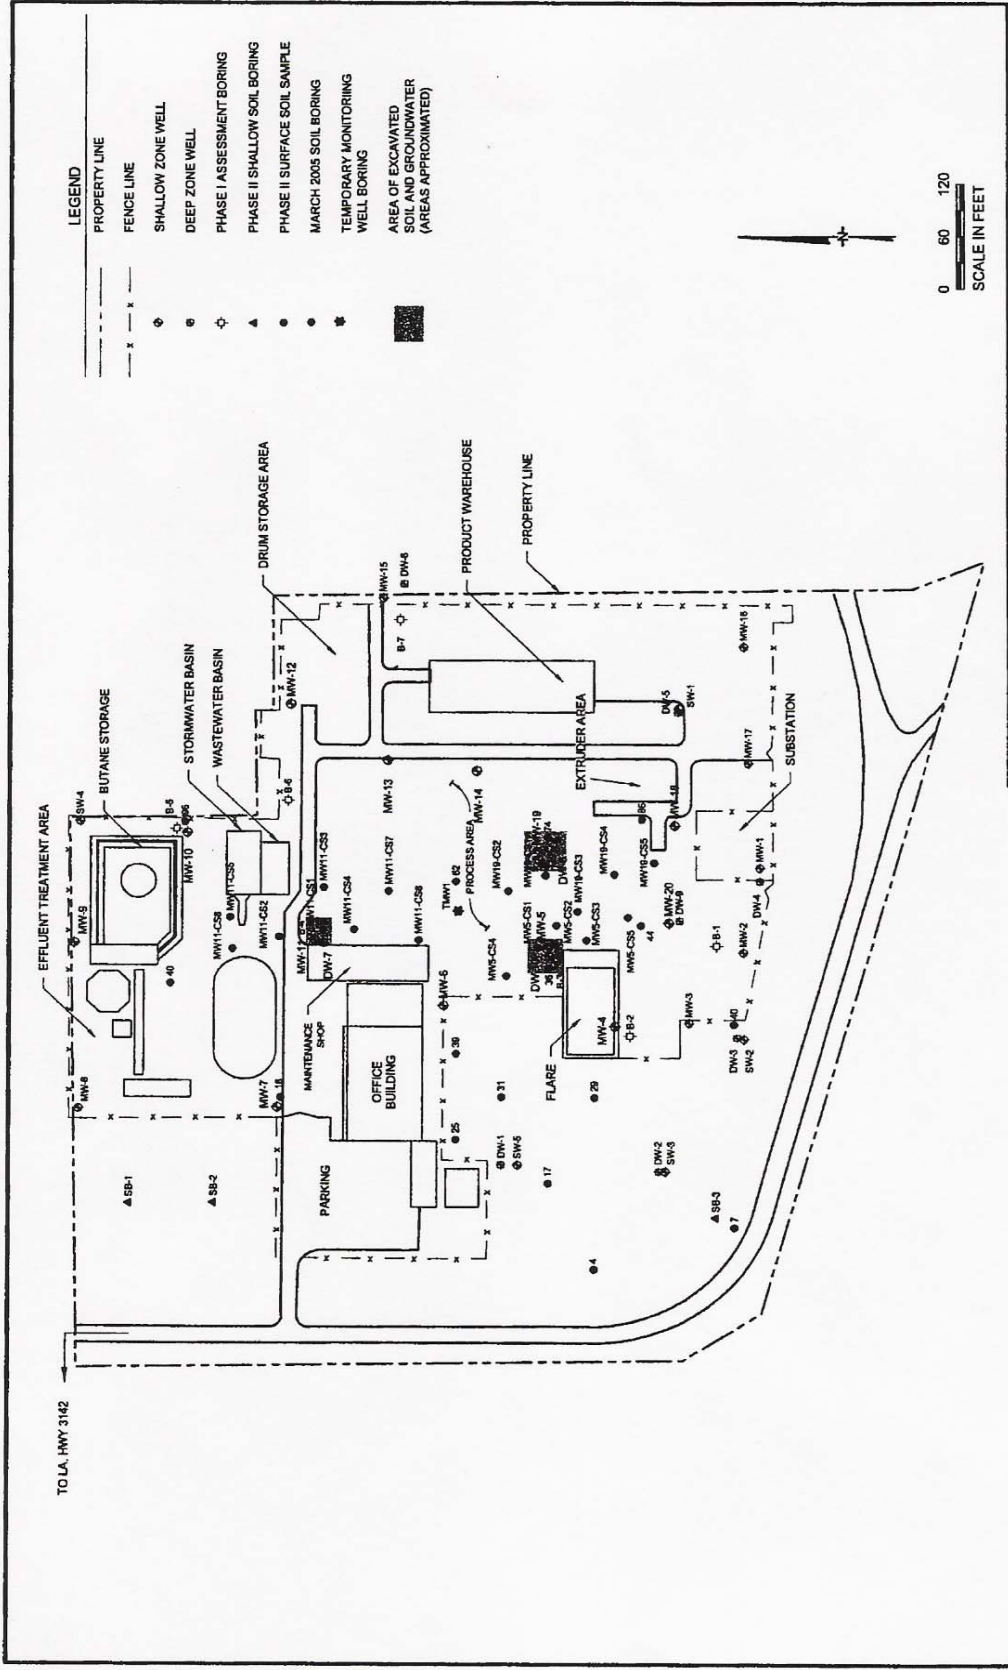 LEGEND
PROPERTY LINE
FENCE LINE
SHALLOW ZONE WELL
DEEP ZONE WELL
PHASE I ASSESSMENT BORING
PHASE II SHALLOW SOIL BORING
PHASE II SURFACE SOIL SAMPLE
MARCH 2005 SOIL BORING
TEMPORARY MONITORIING
WELL BORING
AREA OF EXCAVATED
SOIL AND GROUNDWATER
(AREAS APPROXIMATED)
N
0 60 120
SCALE IN FEET
TO LA. HWY 3142
EFFLUENT TREATMENT AREA
BUTANE STORAGE
STORMWATER BASIN
WASTEWATER BASIN
DRUM STORAGE AREA
PRODUCT WAREHOUSE
PROPERTY LINE
MW-8
MW-9
SW-4
40
B-5
MW-10
SB-1
SB-2
MW-7
18
MW11-CS8
MW11-CS5
MW11-CS2
B-6
MW-12
MW11-CS3
MW11-CS4
DW-7
MAINTENANCE
SHOP
PARKING
OFFICE
BUILDING
MW11-CS7
MW11-CS6
MW-13
MW-15
DW-6
B-7
MW-6
39
25
TMW1
62
PROCESS AREA
MW-14
31
DW-1
SW-5
17
MW5-CS4
MW19-CS2
MW5-CS1
MW-5
MW-19
MW5-CS2
MW19-CS3
MW5-CS3
MW19-CS4
EXTRUDER AREA
FLARE
29
4
MW-4
B-2
MW5-CS5
44
MW19-CS5
86
DW-2
SW-3
MW-3
MW-20
DW-9
MW-18
DW-5
SW-1
SB-3
7
40
DW-3
SW-2
B-1
MW-2
DW-4
MW-1
SUBSTATION
MW-17
MW-16